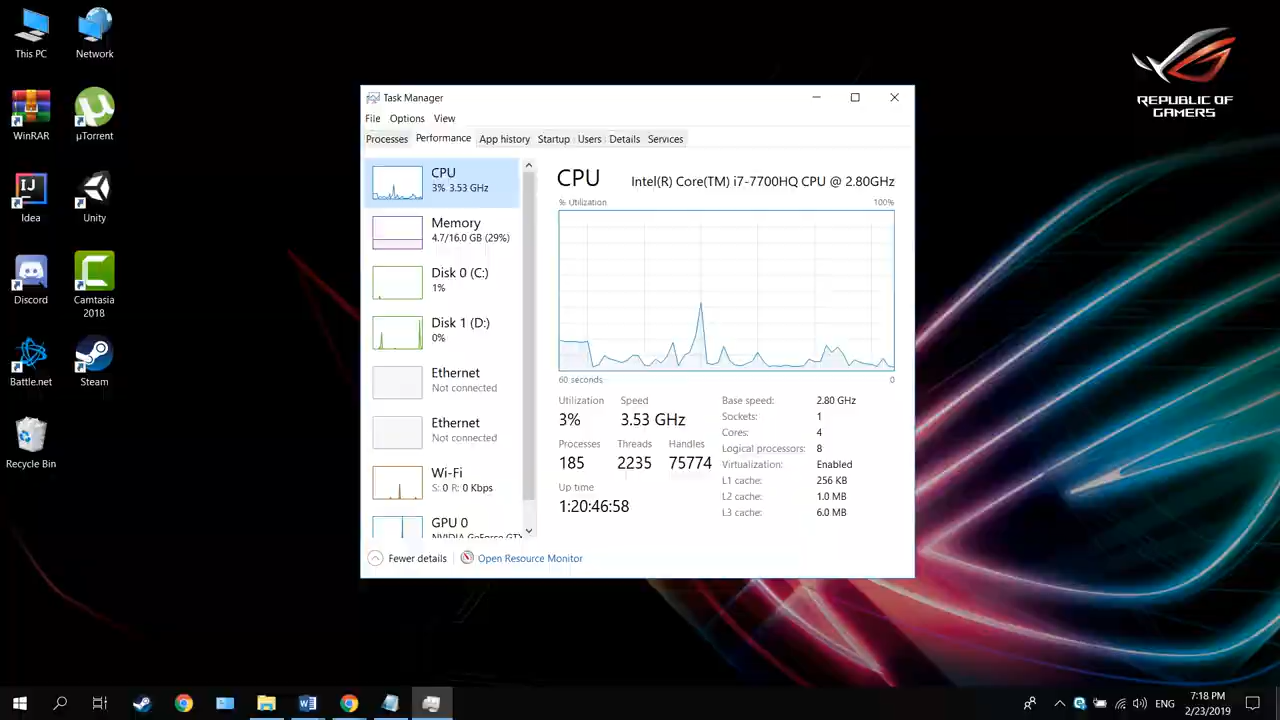 This PC
Network
WinRAR
µTorrent
Idea
Unity
Discord
Camtasia
2018
Battle.net
Steam
Recycle Bin
REPUBLIC OF
GAMERS
Task Manager
File Options View
Processes Performance App history Startup Users Details Services
CPU
3% 3.53 GHz
Memory
4.7/16.0 GB (29%)
Disk 0 (C:)
1%
Disk 1 (D:)
0%
Ethernet
Not connected
Ethernet
Not connected
Wi-Fi
S: 0 R: 0 Kbps
GPU 0
NVIDIA GeForce GTX
CPU Intel(R) Core(TM) i7-7700HQ CPU @ 2.80GHz
% Utilization 100%
60 seconds 0
Utilization Speed
3% 3.53 GHz
Processes Threads Handles
185 2235 75774
Up time
1:20:46:58
Base speed: 2.80 GHz
Sockets: 1
Cores: 4
Logical processors: 8
Virtualization: Enabled
L1 cache: 256 KB
L2 cache: 1.0 MB
L3 cache: 6.0 MB
Fewer details Open Resource Monitor
ENG
7:18 PM
2/23/2019